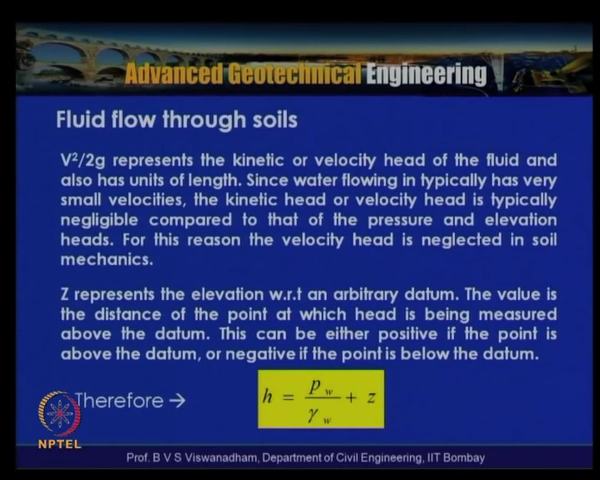 Advanced Geotechnical Engineering
Fluid flow through soils
V²/2g represents the kinetic or velocity head of the fluid and
also has units of length. Since water flowing in typically has very
small velocities, the kinetic head or velocity head is typically
negligible compared to that of the pressure and elevation
heads. For this reason the velocity head is neglected in soil
mechanics.
Z represents the elevation w.r.t an arbitrary datum. The value is
the distance of the point at which head is being measured
above the datum. This can be either positive if the point is
above the datum, or negative if the point is below the datum.
Therefore → h = p_w/γ_w + z
NPTEL
Prof. B V S Viswanadham, Department of Civil Engineering, IIT Bombay